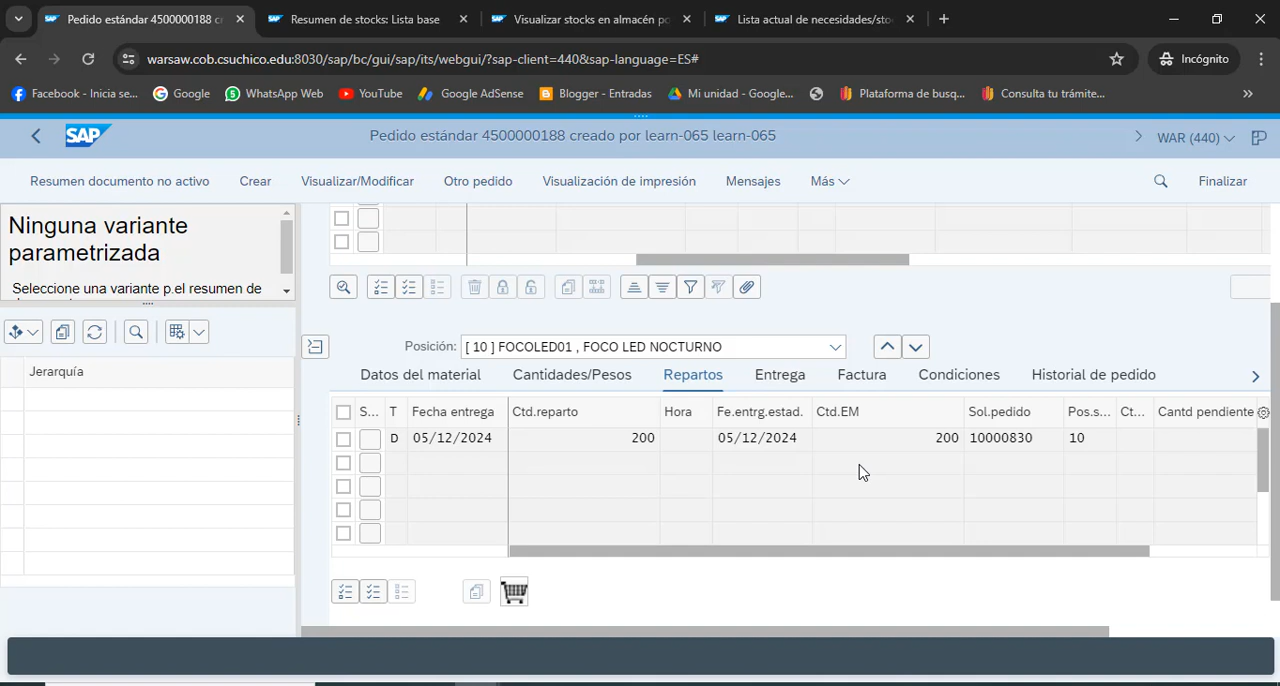 Pedido estándar 4500000188 c
Resumen de stocks: Lista base
Visualizar stocks en almacén po
Lista actual de necesidades/sto
warsaw.cob.csuchico.edu:8030/sap/bc/gui/sap/its/webgui/?sap-client=440&sap-language=ES#
Incógnito
Facebook - Inicia se...
Google
WhatsApp Web
YouTube
Google AdSense
Blogger - Entradas
Mi unidad - Google...
Plataforma de busq...
Consulta tu trámite...
SAP
Pedido estándar 4500000188 creado por learn-065 learn-065
WAR (440)
Resumen documento no activo
Crear
Visualizar/Modificar
Otro pedido
Visualización de impresión
Mensajes
Más
Finalizar
Ninguna variante
parametrizada
Seleccione una variante p.el resumen de
Jerarquía
Posición:
[ 10 ] FOCOLED01 , FOCO LED NOCTURNO
Datos del material
Cantidades/Pesos
Repartos
Entrega
Factura
Condiciones
Historial de pedido
S... T Fecha entrega Ctd.reparto Hora Fe.entrg.estad. Ctd.EM Sol.pedido Pos.s... Ct... Cantd pendiente
D 05/12/2024 200 05/12/2024 200 10000830 10